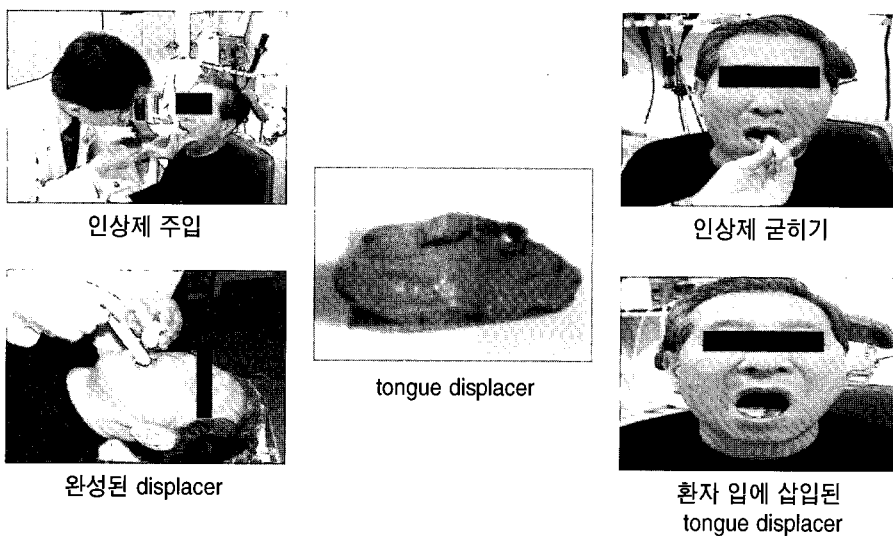 인상제 주입
인상제 굳히기
tongue displacer
완성된 displacer
환자 입에 삽입된
tongue displacer